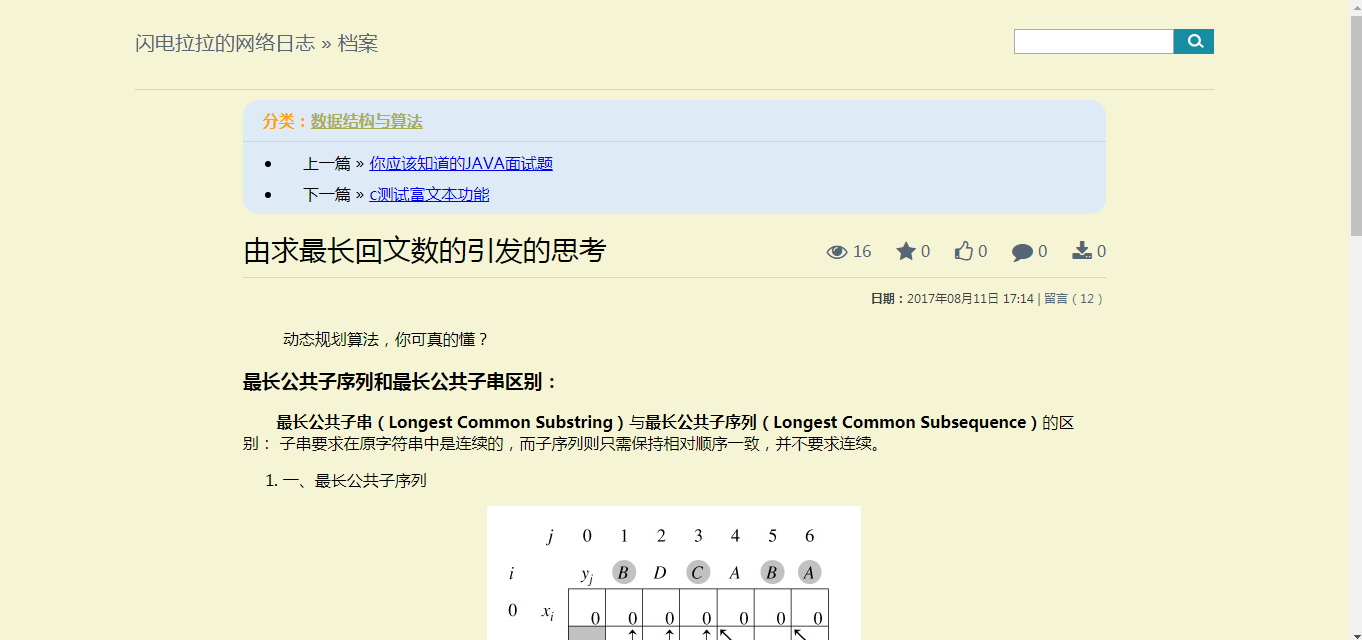 闪电拉拉的网络日志 » 档案
分类：数据结构与算法
上一篇 » 你应该知道的JAVA面试题
下一篇 » c测试富文本功能
由求最长回文数的引发的思考
16 0 0 0 0
日期：2017年08月11日 17:14 | 留言（12 ）
动态规划算法，你可真的懂？
最长公共子序列和最长公共子串区别：
最长公共子串（Longest Common Substring）与最长公共子序列（Longest Common Subsequence）的区
别： 子串要求在原字符串中是连续的，而子序列则只需保持相对顺序一致，并不要求连续。
1. 一、最长公共子序列
j 0 1 2 3 4 5 6
i yj B D C A B A
0 xi 0 0 0 0 0 0 0